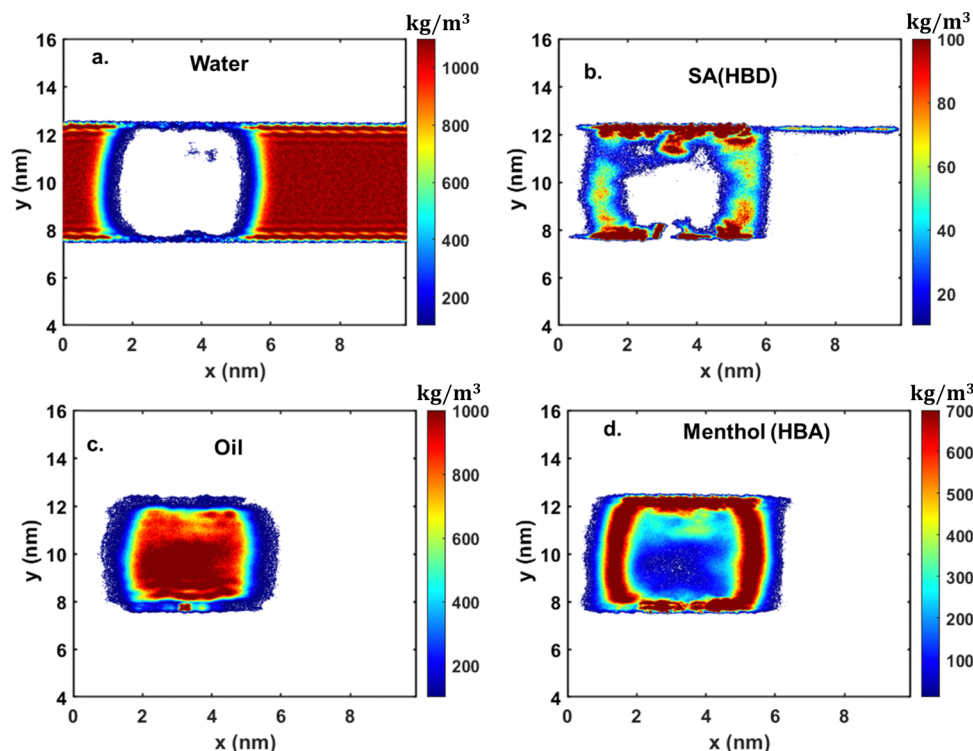 kg/m³
16
14
12
10
8
6
4
y (nm)
a.
Water
0 2 4 6 8
x (nm)
1000
800
600
400
200
kg/m³
16
14
12
10
8
6
4
y (nm)
b.
SA(HBD)
0 2 4 6 8
x (nm)
100
80
60
40
20
kg/m³
16
14
12
10
8
6
4
y (nm)
c.
Oil
0 2 4 6 8
x (nm)
1000
800
600
400
200
kg/m³
16
14
12
10
8
6
4
y (nm)
d.
Menthol (HBA)
0 2 4 6 8
x (nm)
700
600
500
400
300
200
100